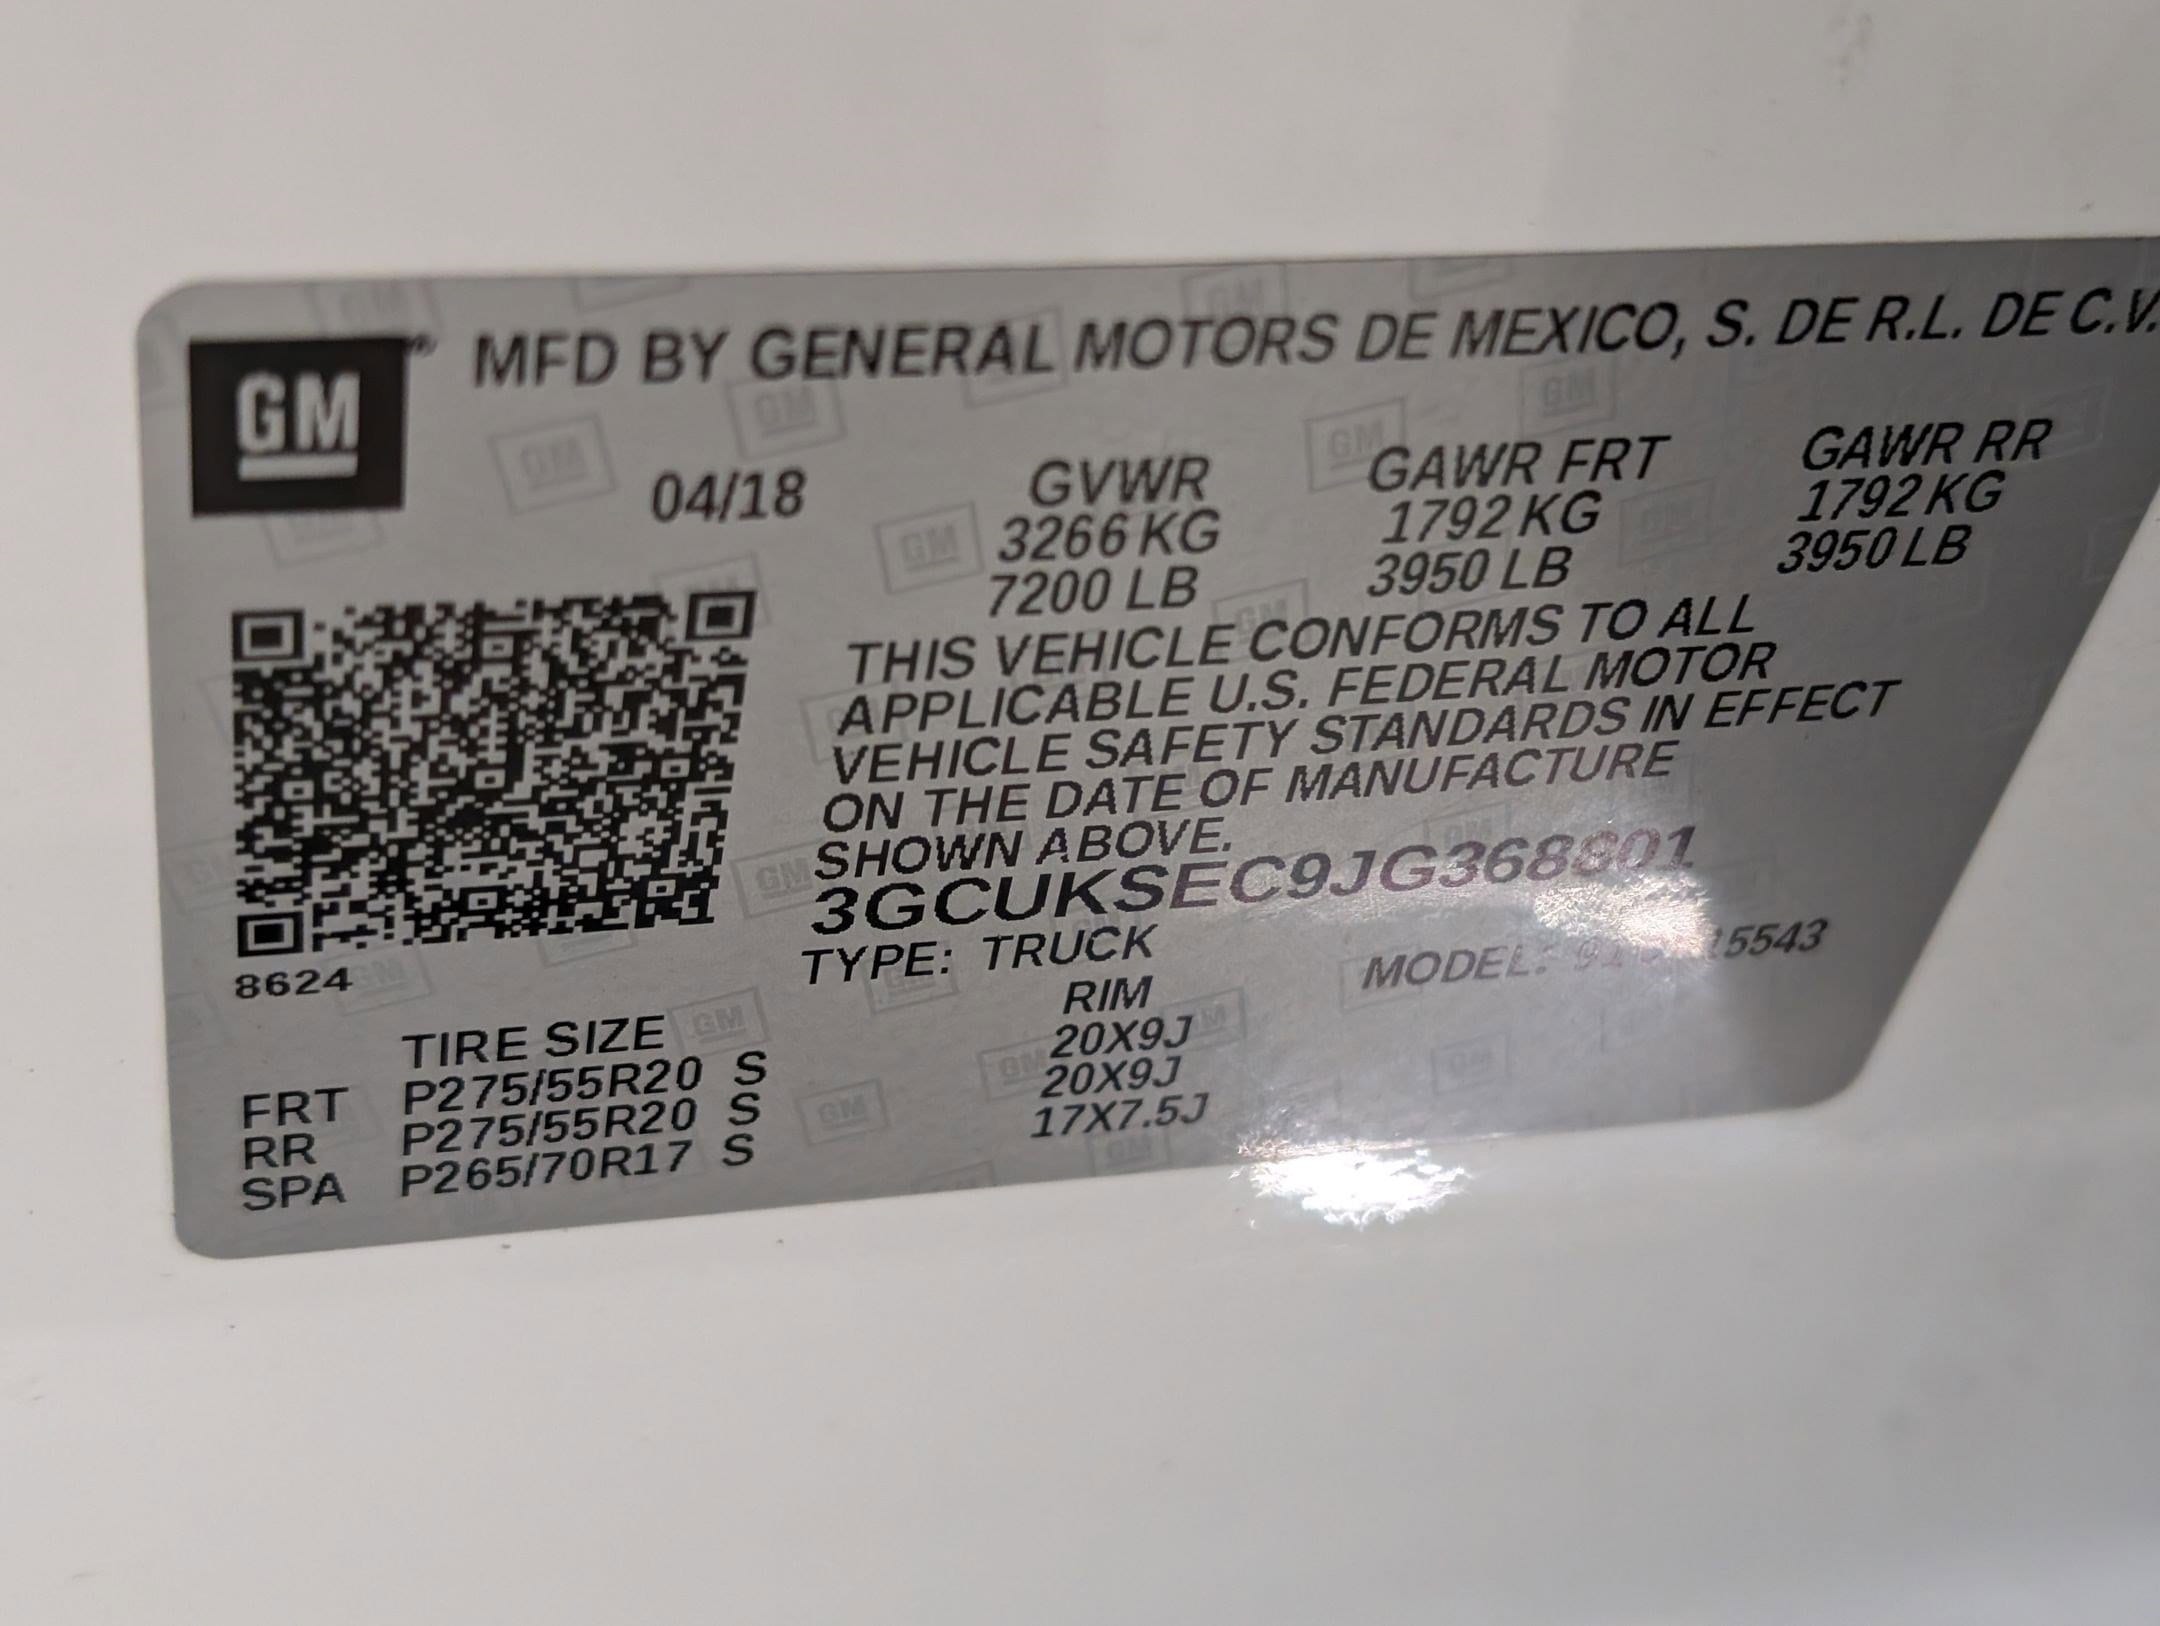 GM® MFD BY GENERAL MOTORS DE MEXICO, S. DE R.L. DE C.V.
04/18 GVWR GAWR FRT GAWR RR
3266 KG 1792 KG 1792 KG
7200 LB 3950 LB 3950 LB
THIS VEHICLE CONFORMS TO ALL
APPLICABLE U.S. FEDERAL MOTOR
VEHICLE SAFETY STANDARDS IN EFFECT
ON THE DATE OF MANUFACTURE
SHOWN ABOVE.
3GCUKSEC9JG368801
TYPE: TRUCK MODEL:
8624
TIRE SIZE RIM
FRT P275/55R20 S 20X9J
RR P275/55R20 S 20X9J
SPA P265/70R17 S 17X7.5J